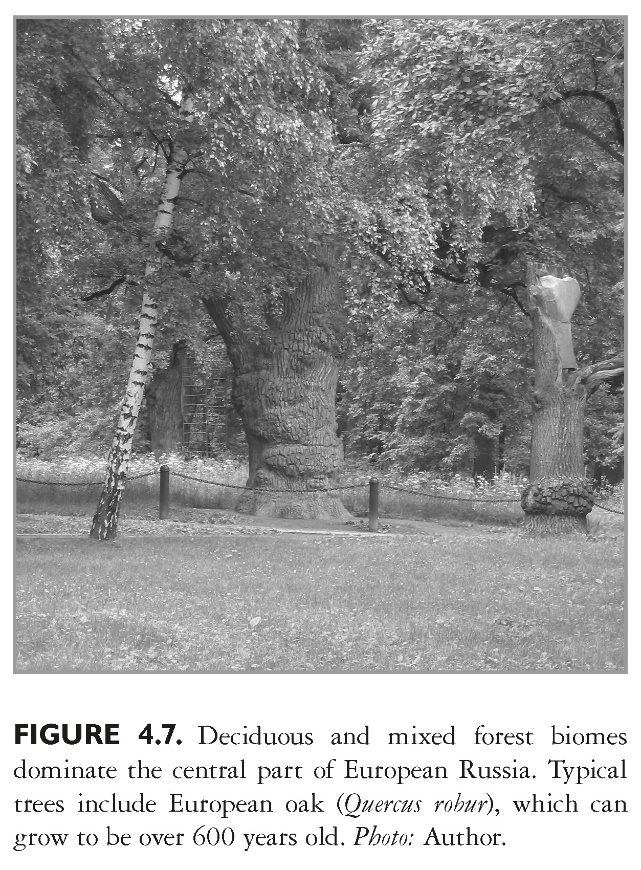 FIGURE 4.7. Deciduous and mixed forest biomes
dominate the central part of European Russia. Typical
trees include European oak (Quercus robur), which can
grow to be over 600 years old. Photo: Author.